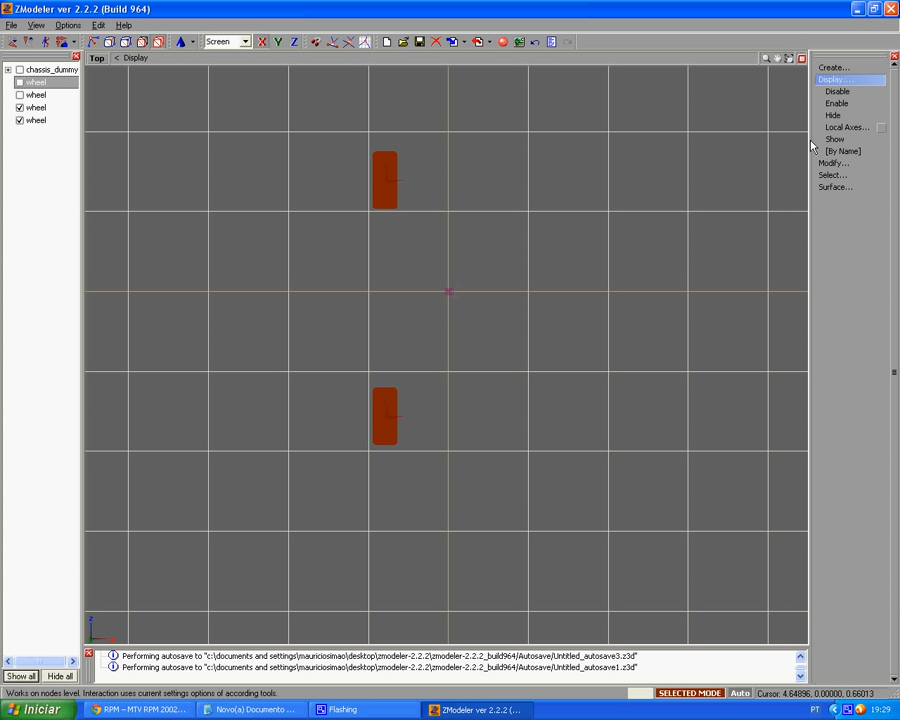 ZModeler ver 2.2.2 (Build 964)
File View Options Edit Help
Screen X Y Z
Top < Display
chassis_dummy
wheel
wheel
wheel
wheel
Create...
Display...
Disable
Enable
Hide
Local Axes...
Show
[By Name]
Modify...
Select...
Surface...
z
Show all Hide all
Performing autosave to "c:\documents and settings\mauriciosimao\desktop\zmodeler-2.2.2\zmodeler-2.2.2_build964/Autosave/Untitled_autosave3.z3d"
Performing autosave to "c:\documents and settings\mauriciosimao\desktop\zmodeler-2.2.2\zmodeler-2.2.2_build964/Autosave/Untitled_autosave1.z3d"
Works on nodes level. Interaction uses current settings options of according tools.
SELECTED MODE Auto Cursor: 4.64896, 0.00000, 0.66013
Iniciar RPM – MTV RPM 2002... Novo(a) Documento ... Flashing ZModeler ver 2.2.2 (... PT 19:29